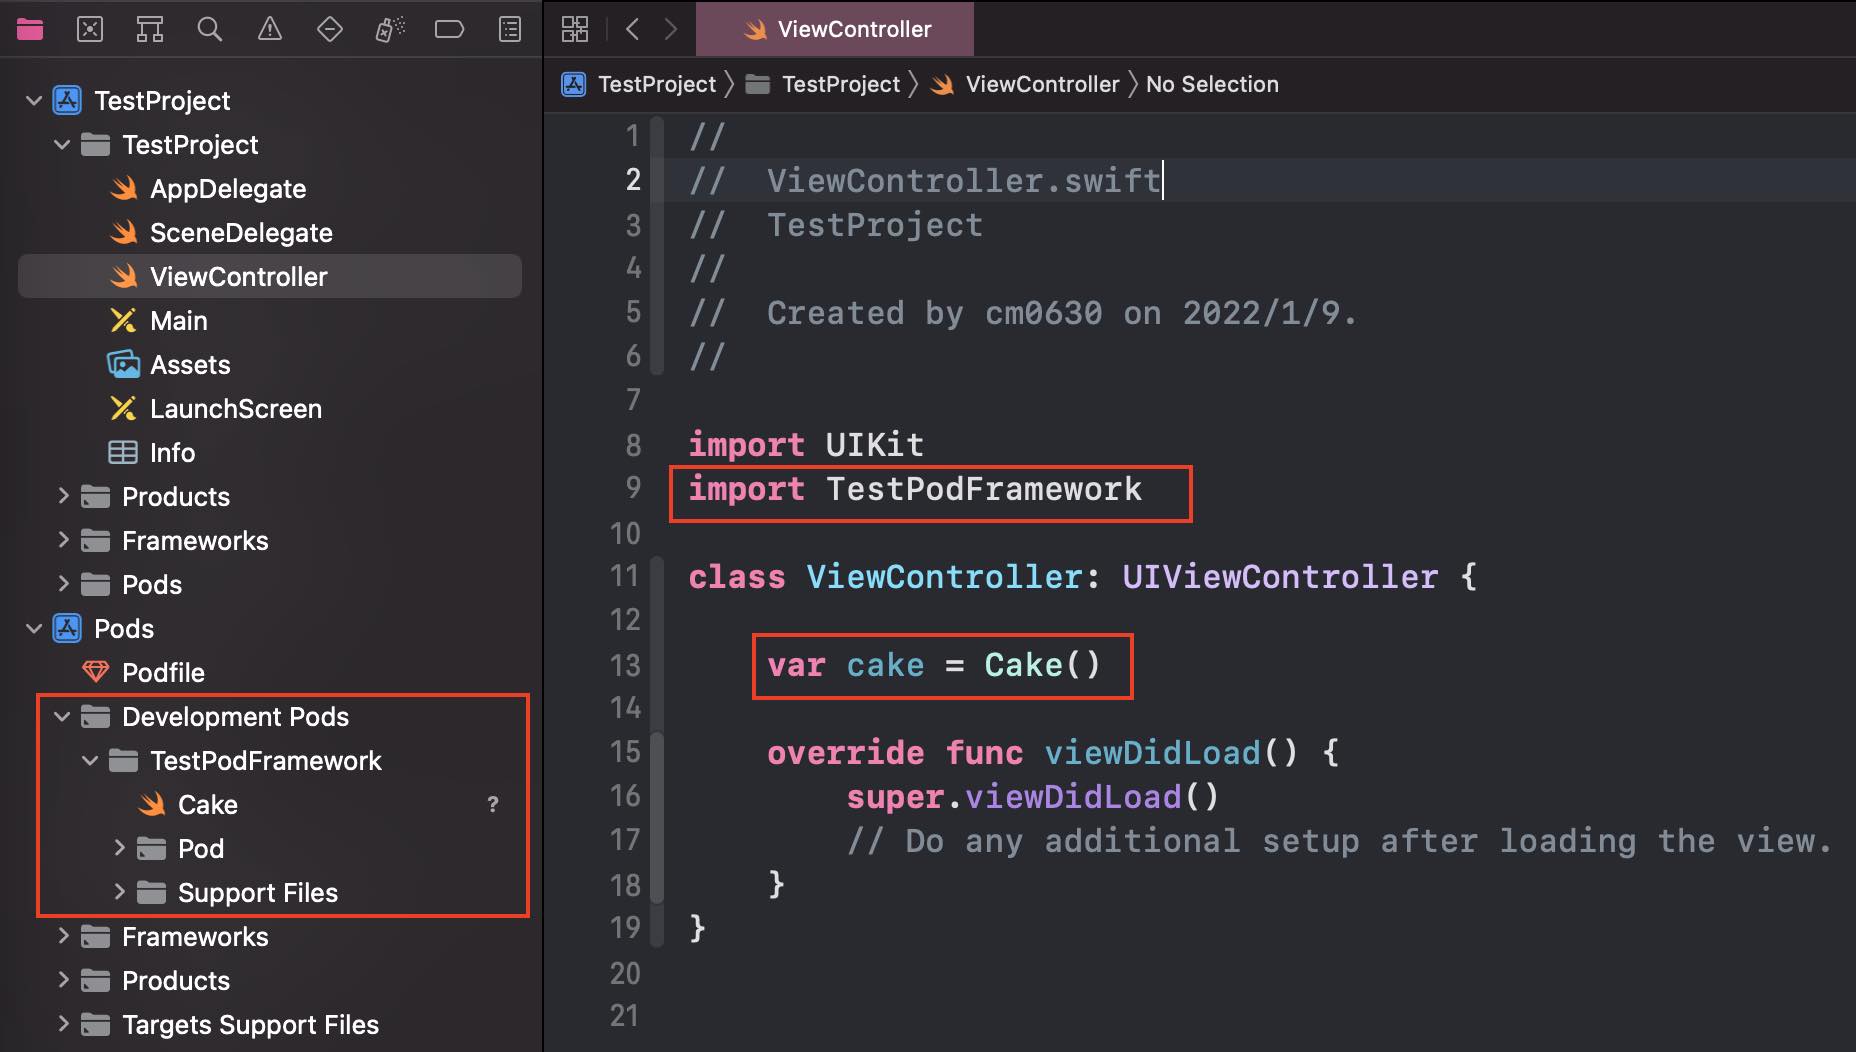 TestProject
TestProject
AppDelegate
SceneDelegate
ViewController
Main
Assets
LaunchScreen
Info
Products
Frameworks
Pods
Pods
Podfile
Development Pods
TestPodFramework
Cake ?
Pod
Support Files
Frameworks
Products
Targets Support Files
ViewController
TestProject 〉 TestProject 〉 ViewController 〉 No Selection
1 //
2 //  ViewController.swift
3 //  TestProject
4 //
5 //  Created by cm0630 on 2022/1/9.
6 //
7
8 import UIKit
9 import TestPodFramework
10
11 class ViewController: UIViewController {
12
13     var cake = Cake()
14
15     override func viewDidLoad() {
16         super.viewDidLoad()
17         // Do any additional setup after loading the view.
18     }
19 }
20
21